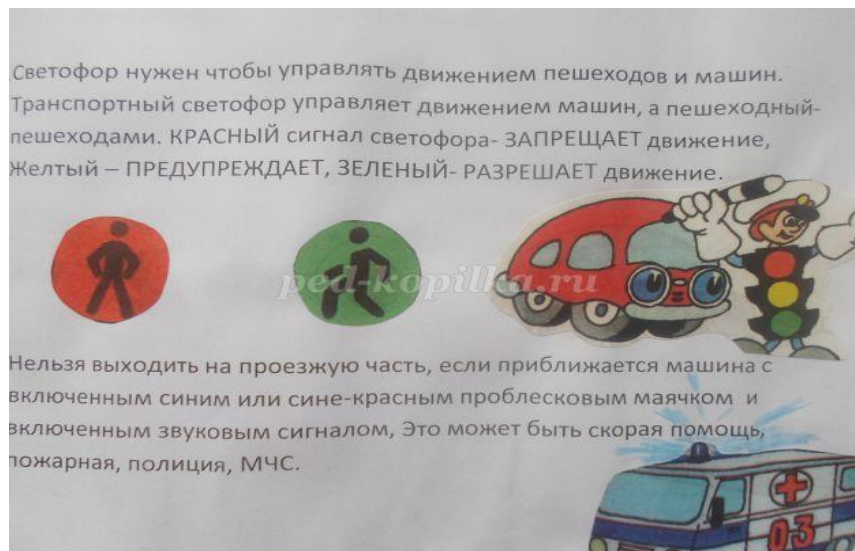 Светофор нужен чтобы управлять движением пешеходов и машин.
Транспортный светофор управляет движением машин, а пешеходный-
пешеходами. КРАСНЫЙ сигнал светофора- ЗАПРЕЩАЕТ движение,
Желтый – ПРЕДУПРЕЖДАЕТ, ЗЕЛЕНЫЙ- РАЗРЕШАЕТ движение.
ped-kopilka.ru
Нельзя выходить на проезжую часть, если приближается машина с
включенным синим или сине-красным проблесковым маячком и
включенным звуковым сигналом, Это может быть скорая помощь,
пожарная, полиция, МЧС.
03